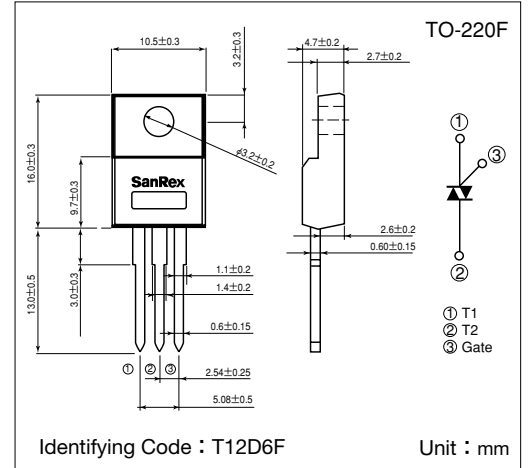 TO-220F
10.5±0.3
4.7±0.2
2.7±0.2
3.2±0.3
16.0±0.3
φ3.2±0.2
SanRex
9.7±0.3
2.6±0.2
0.60±0.15
13.0±0.5
3.0±0.3
1.1±0.2
1.4±0.2
0.6±0.15
① ② ③
2.54±0.25
5.08±0.5
①
③
②
① T1
② T2
③ Gate
Identifying Code：T12D6F
Unit：mm